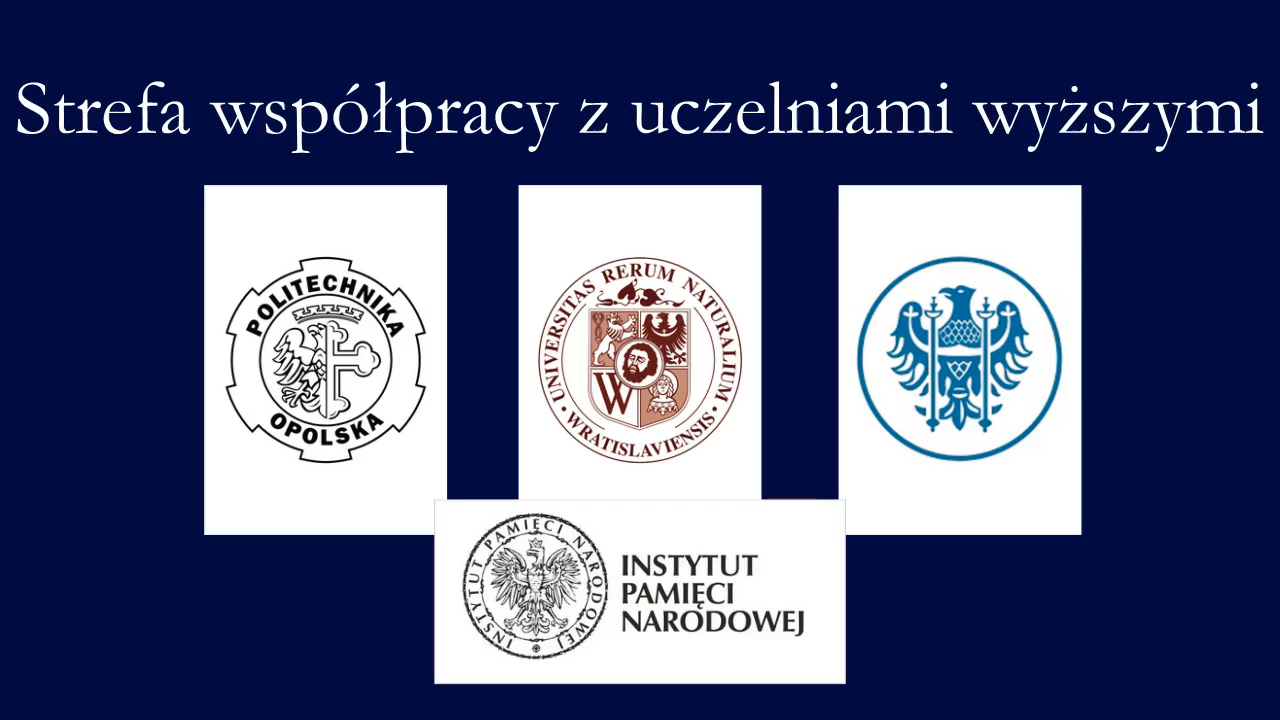 Strefa współpracy z uczelniami wyższymi
POLITECHNIKA
OPOLSKA
UNIVERSITAS RERUM NATURALIUM
• WRATISLAVIENSIS •
W
INSTYTUT PAMIĘCI NARODOWEJ
INSTYTUT
PAMIĘCI
NARODOWEJ